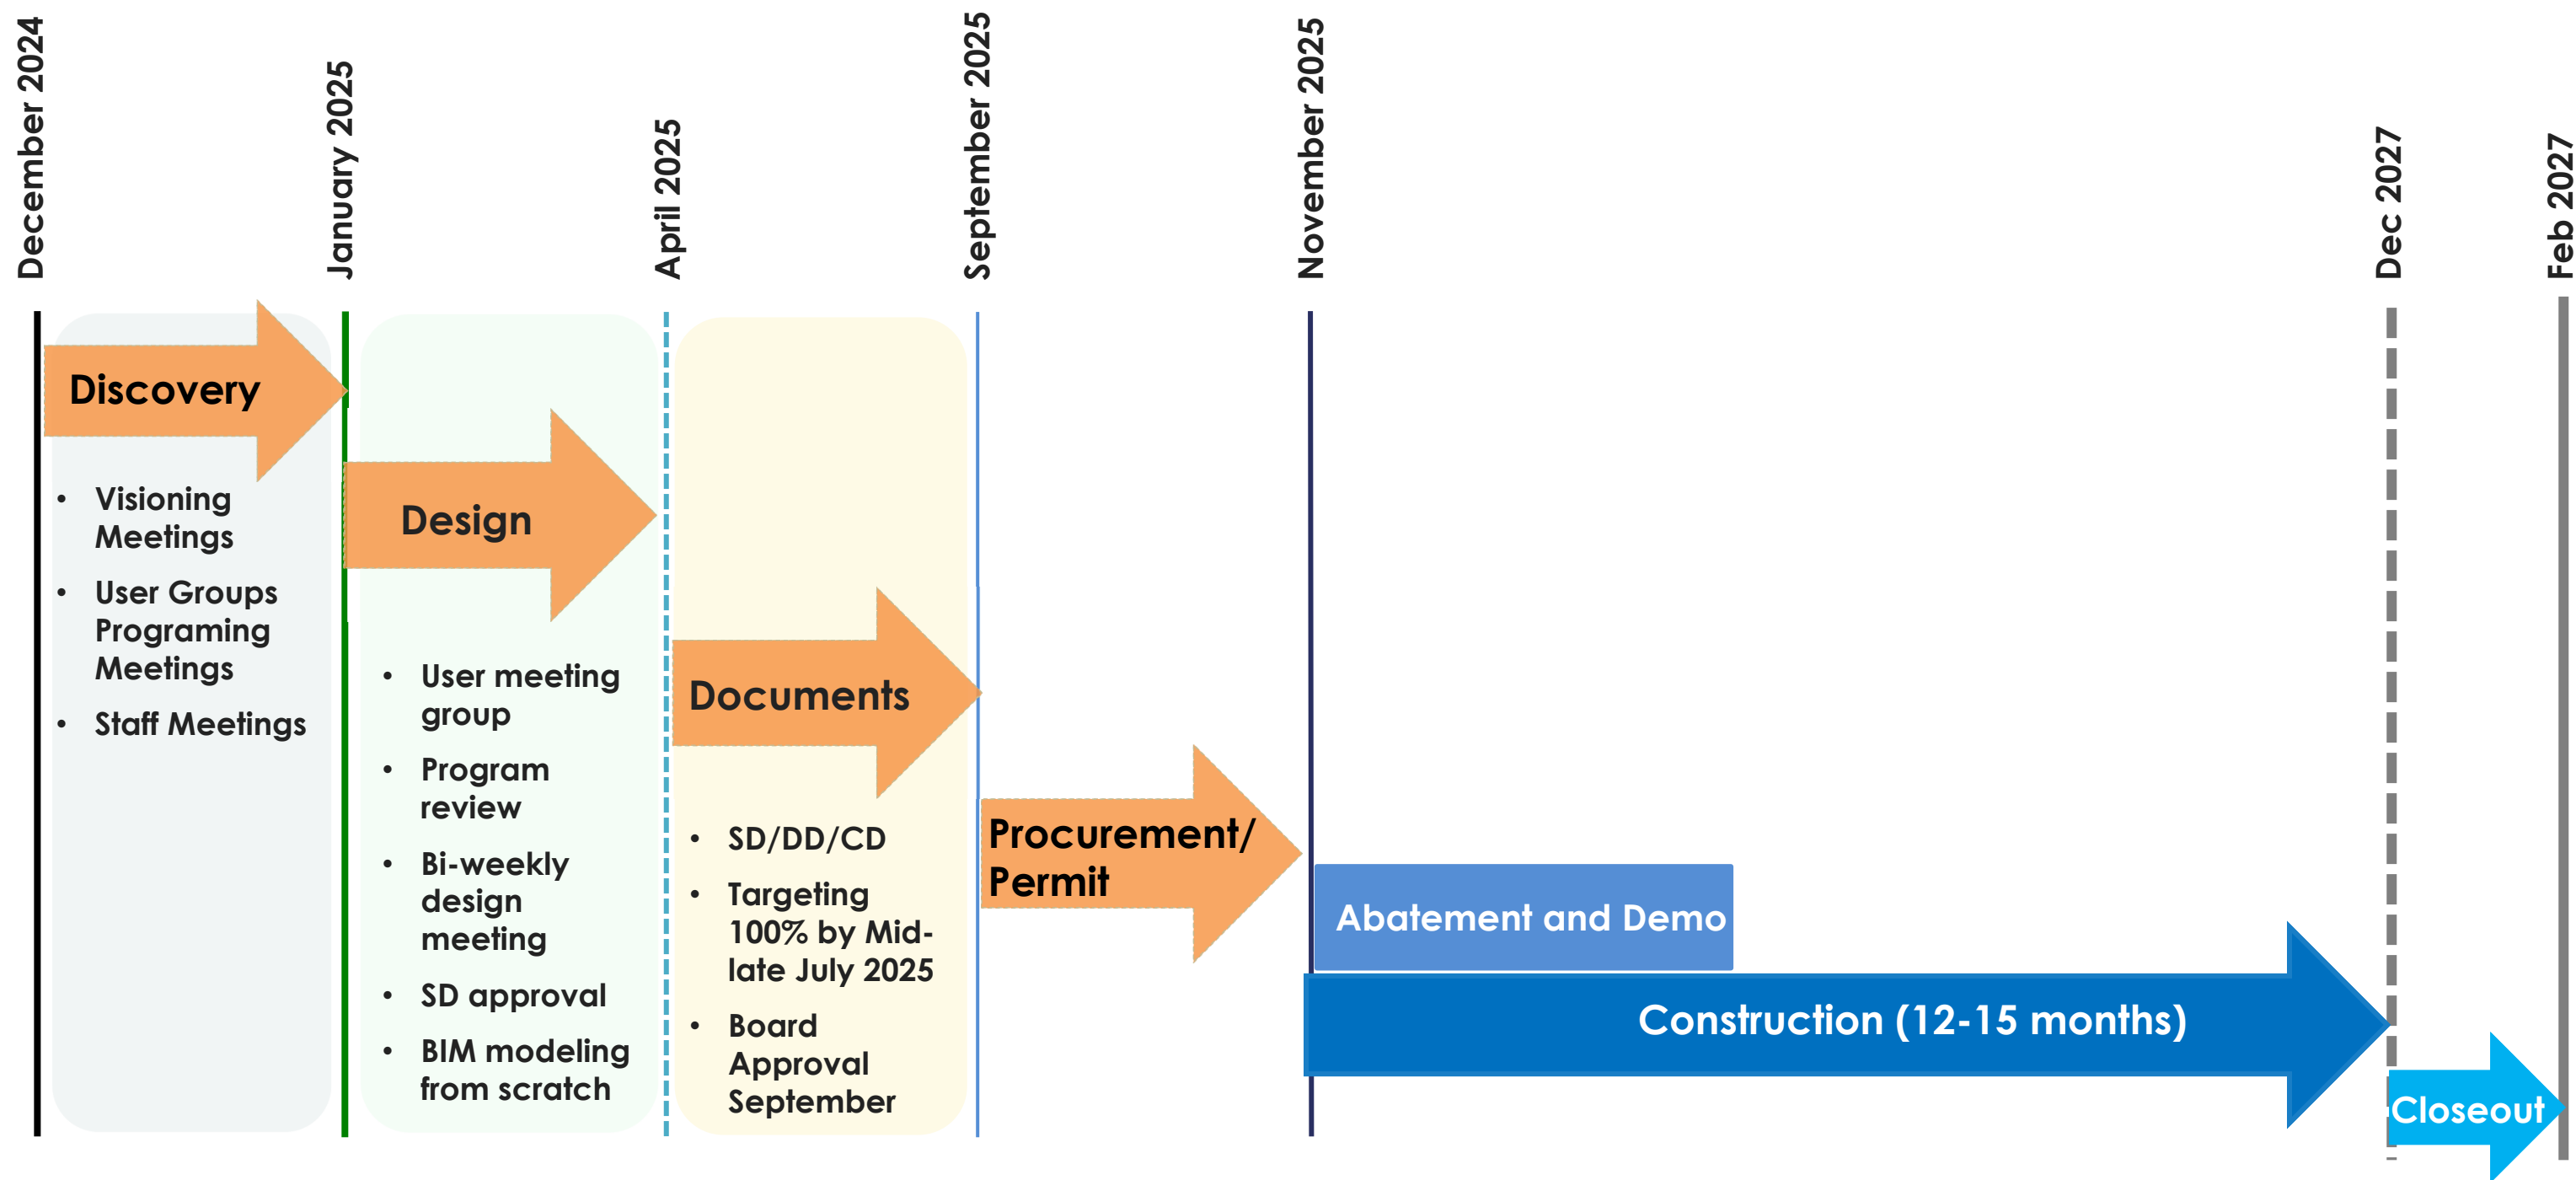 December 2024
January 2025
April 2025
September 2025
November 2025
Dec 2027
Feb 2027
Discovery
• Visioning
Meetings
• User Groups
Programing
Meetings
• Staff Meetings
Design
• User meeting
group
• Program
review
• Bi-weekly
design
meeting
• SD approval
• BIM modeling
from scratch
Documents
• SD/DD/CD
• Targeting
100% by Mid-
late July 2025
• Board
Approval
September
Procurement/
Permit
Abatement and Demo
Construction (12-15 months)
Closeout